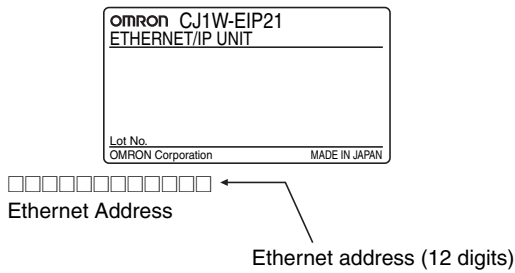 OMRON CJ1W-EIP21
ETHERNET/IP UNIT
Lot No.
OMRON Corporation MADE IN JAPAN
□□□□□□□□□□□□
Ethernet Address
Ethernet address (12 digits)